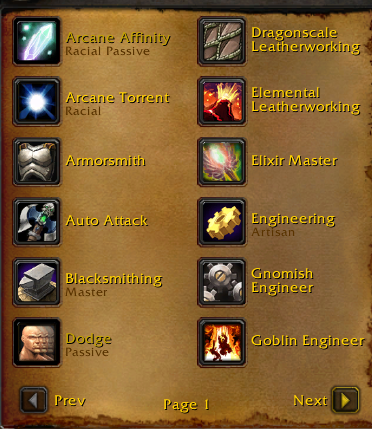 Arcane Affinity
Racial Passive
Arcane Torrent
Racial
Armorsmith
Auto Attack
Blacksmithing
Master
Dodge
Passive
Dragonscale
Leatherworking
Elemental
Leatherworking
Elixir Master
Engineering
Artisan
Gnomish
Engineer
Goblin Engineer
Prev
Page 1
Next